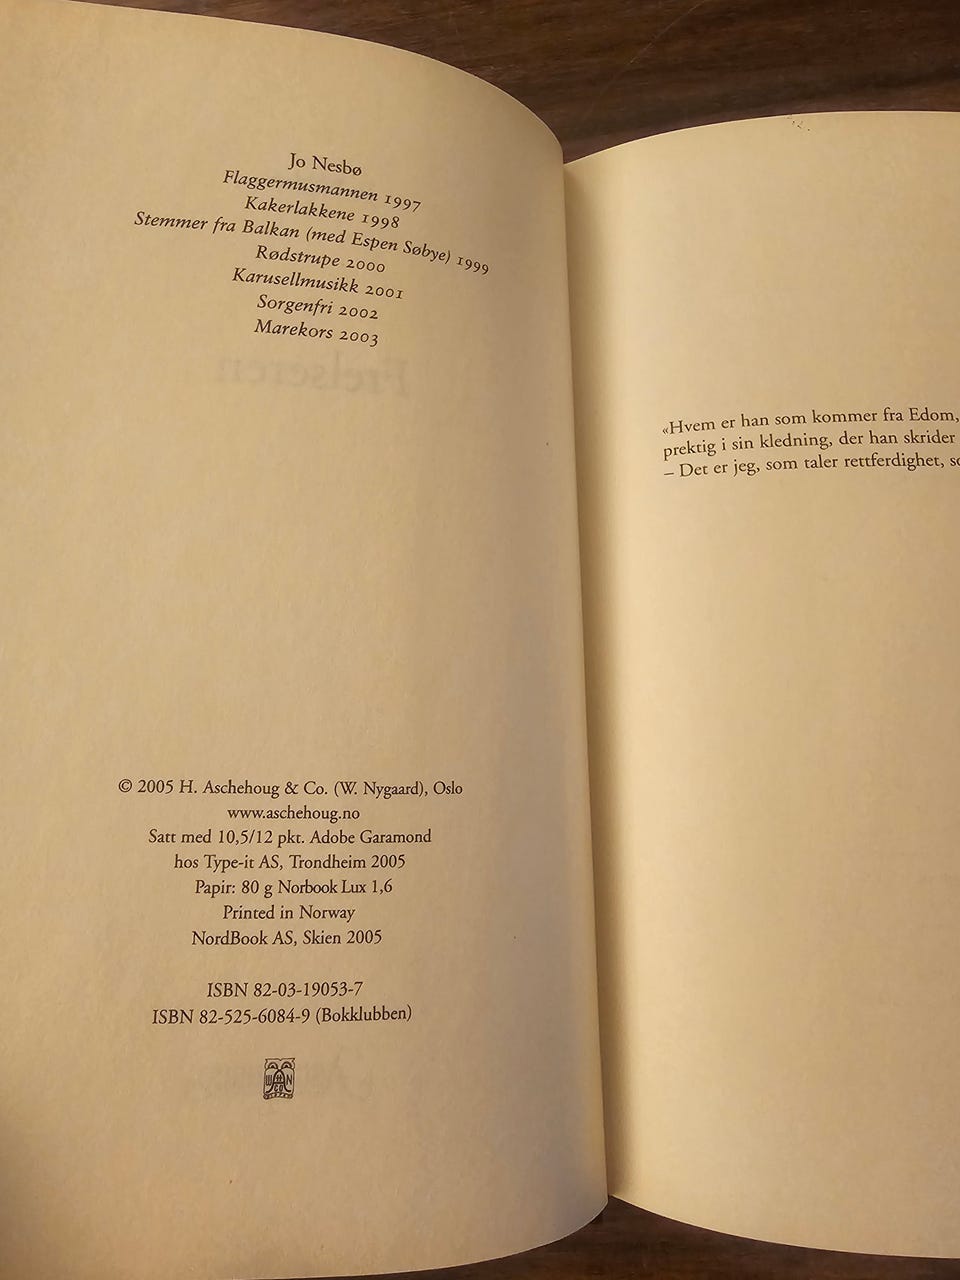 Jo Nesbø
Flaggermusmannen 1997
Kakerlakkene 1998
Stemmer fra Balkan (med Espen Søbye) 1999
Rødstrupe 2000
Karusellmusikk 2001
Sorgenfri 2002
Marekors 2003
Frelseren
© 2005 H. Aschehoug & Co. (W. Nygaard), Oslo
www.aschehoug.no
Satt med 10,5/12 pkt. Adobe Garamond
hos Type-it AS, Trondheim 2005
Papir: 80 g Norbook Lux 1,6
Printed in Norway
NordBook AS, Skien 2005
ISBN 82-03-19053-7
ISBN 82-525-6084-9 (Bokklubben)
«Hvem er han som kommer fra Edom,
prektig i sin kledning, der han skrider
– Det er jeg, som taler rettferdighet,